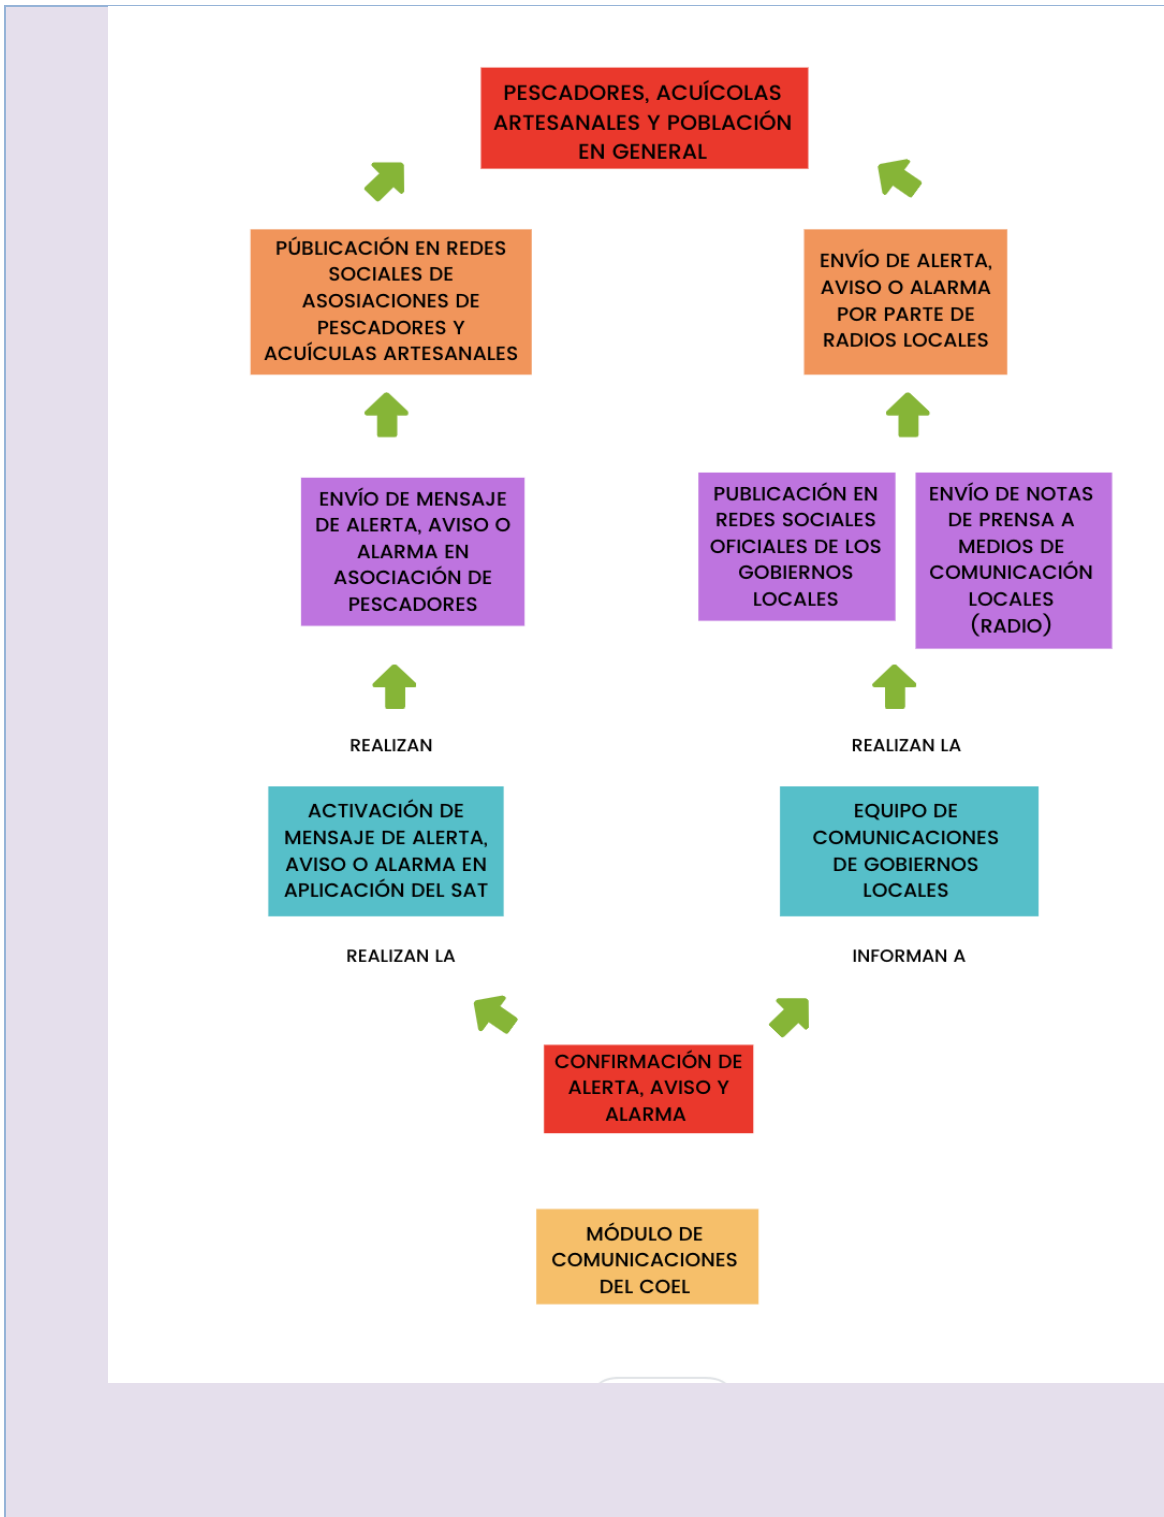 PESCADORES, ACUÍCOLAS
ARTESANALES Y POBLACIÓN
EN GENERAL
PÚBLICACIÓN EN REDES
SOCIALES DE
ASOSIACIONES DE
PESCADORES Y
ACUÍCULAS ARTESANALES
ENVÍO DE ALERTA,
AVISO O ALARMA
POR PARTE DE
RADIOS LOCALES
ENVÍO DE MENSAJE
DE ALERTA, AVISO O
ALARMA EN
ASOCIACIÓN DE
PESCADORES
PUBLICACIÓN EN
REDES SOCIALES
OFICIALES DE LOS
GOBIERNOS
LOCALES
ENVÍO DE NOTAS
DE PRENSA A
MEDIOS DE
COMUNICACIÓN
LOCALES
(RADIO)
REALIZAN
REALIZAN LA
ACTIVACIÓN DE
MENSAJE DE ALERTA,
AVISO O ALARMA EN
APLICACIÓN DEL SAT
EQUIPO DE
COMUNICACIONES
DE GOBIERNOS
LOCALES
REALIZAN LA
INFORMAN A
CONFIRMACIÓN DE
ALERTA, AVISO Y
ALARMA
MÓDULO DE
COMUNICACIONES
DEL COEL